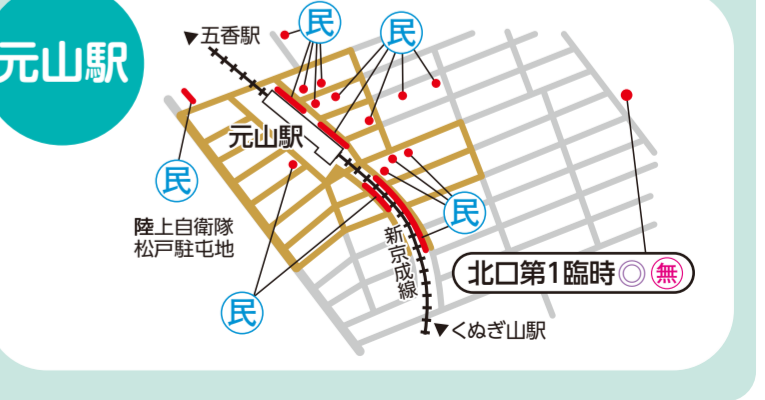 元山駅
▼五香駅
民
民
元山駅
民
陸上自衛隊
松戸駐屯地
民
新京成線
民
北口第1臨時◎無
▼くぬぎ山駅